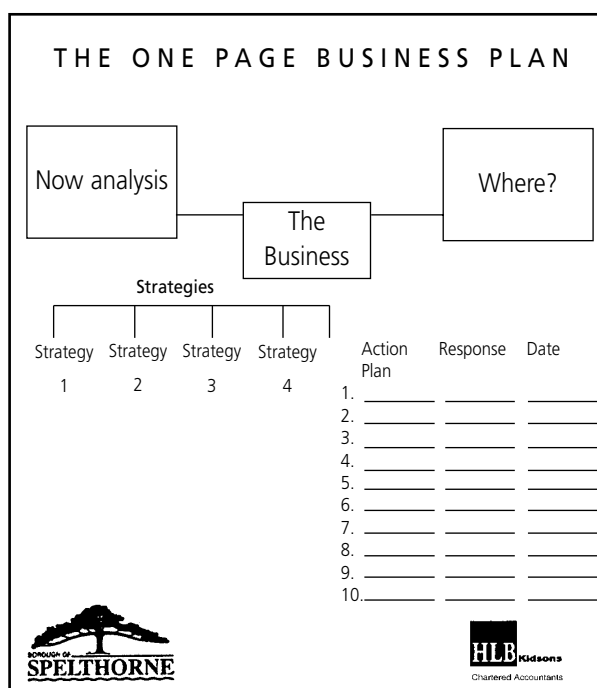 THE ONE PAGE BUSINESS PLAN
Now analysis
Where?
The
Business
Strategies
Strategy Strategy Strategy Strategy
1 2 3 4
Action Response Date
Plan
1.
2.
3.
4.
5.
6.
7.
8.
9.
10.
BOROUGH OF
SPELTHORNE
HLB Kidsons
Chartered Accountants